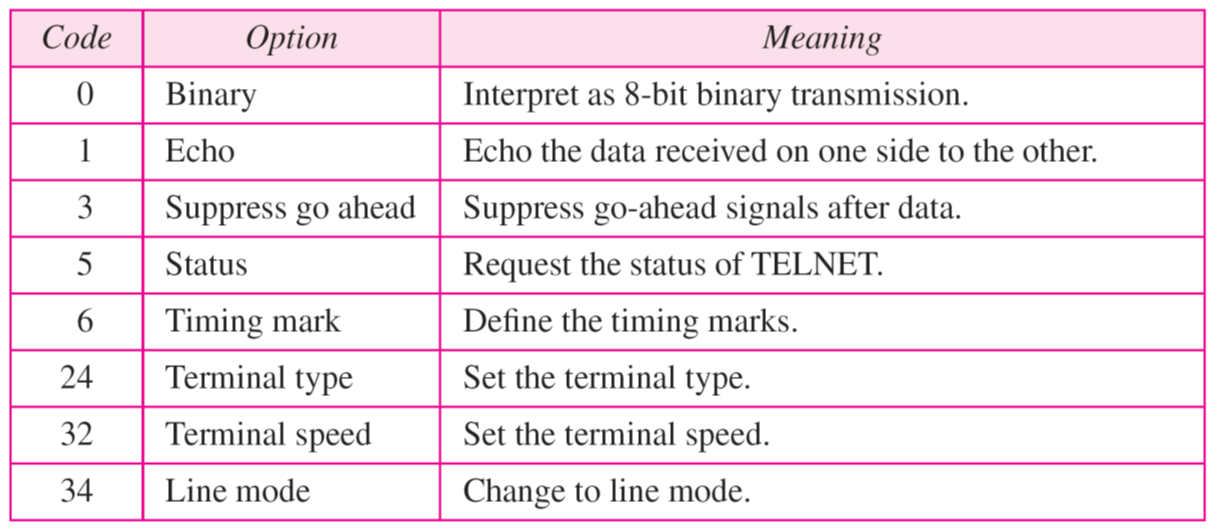 Code Option Meaning
0 Binary Interpret as 8-bit binary transmission.
1 Echo Echo the data received on one side to the other.
3 Suppress go ahead Suppress go-ahead signals after data.
5 Status Request the status of TELNET.
6 Timing mark Define the timing marks.
24 Terminal type Set the terminal type.
32 Terminal speed Set the terminal speed.
34 Line mode Change to line mode.